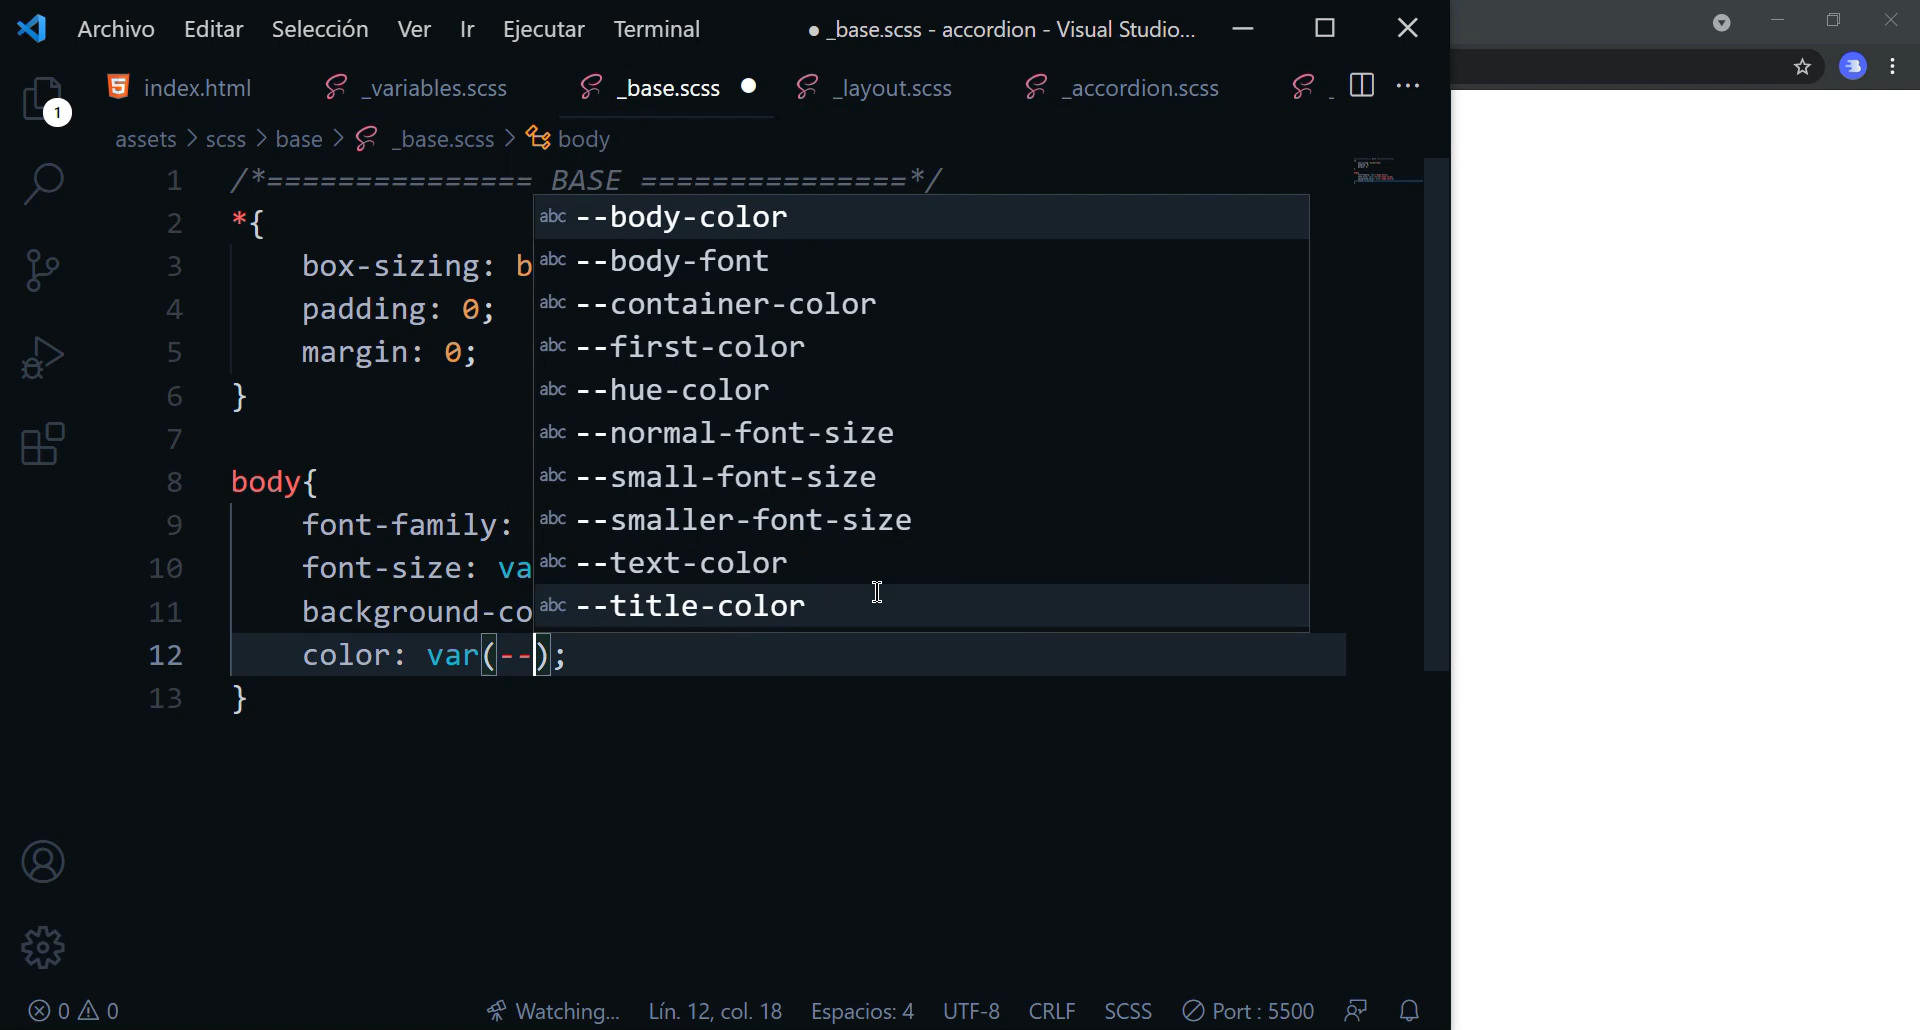 Archivo Editar Selección Ver Ir Ejecutar Terminal ● _base.scss - accordion - Visual Studio...
index.html _variables.scss _base.scss _layout.scss _accordion.scss _
1
assets > scss > base > _base.scss > body
1 /*=============== BASE ===============*/
2 *{
3 box-sizing: b
4 padding: 0;
5 margin: 0;
6 }
7
8 body{
9 font-family:
10 font-size: va
11 background-co
12 color: var(--);
13 }
abc --body-color
abc --body-font
abc --container-color
abc --first-color
abc --hue-color
abc --normal-font-size
abc --small-font-size
abc --smaller-font-size
abc --text-color
abc --title-color
0 0 Watching... Lín. 12, col. 18 Espacios: 4 UTF-8 CRLF SCSS Port : 5500